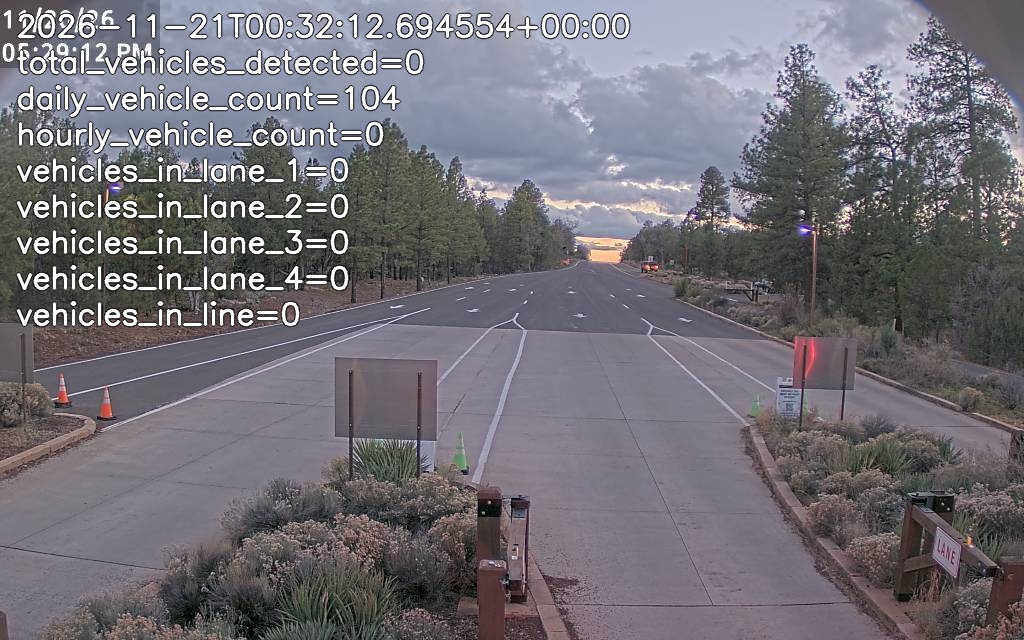 2026-11-21T00:32:12.694554+00:00
05:29:12 PM
total_vehicles_detected=0
daily_vehicle_count=104
hourly_vehicle_count=0
vehicles_in_lane_1=0
vehicles_in_lane_2=0
vehicles_in_lane_3=0
vehicles_in_lane_4=0
vehicles_in_line=0
LANE